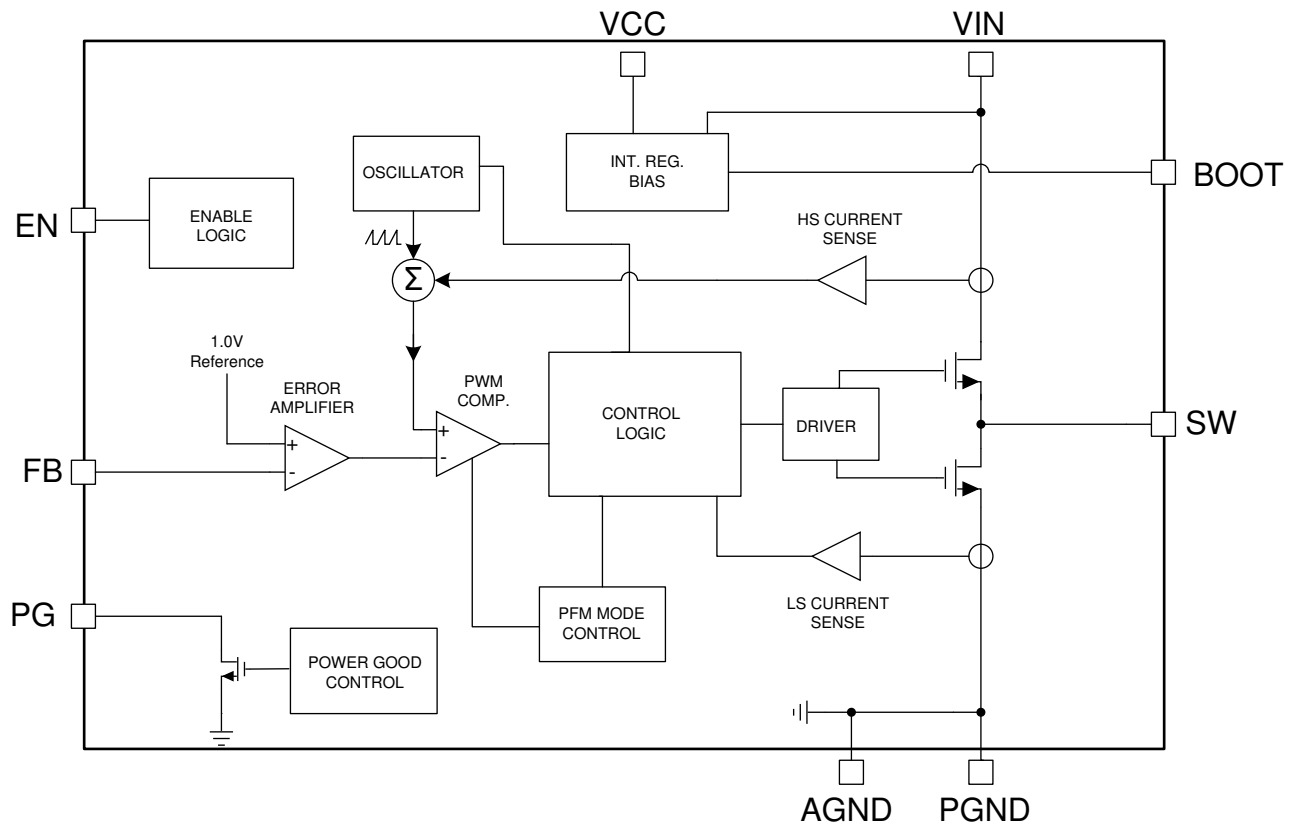 VCC
VIN
OSCILLATOR
INT. REG.
BIAS
BOOT
EN
ENABLE
LOGIC
HS CURRENT
SENSE
Σ
1.0V
Reference
ERROR
AMPLIFIER
PWM
COMP.
CONTROL
LOGIC
DRIVER
SW
+
-
+
-
FB
PG
PFM MODE
CONTROL
LS CURRENT
SENSE
POWER GOOD
CONTROL
AGND
PGND